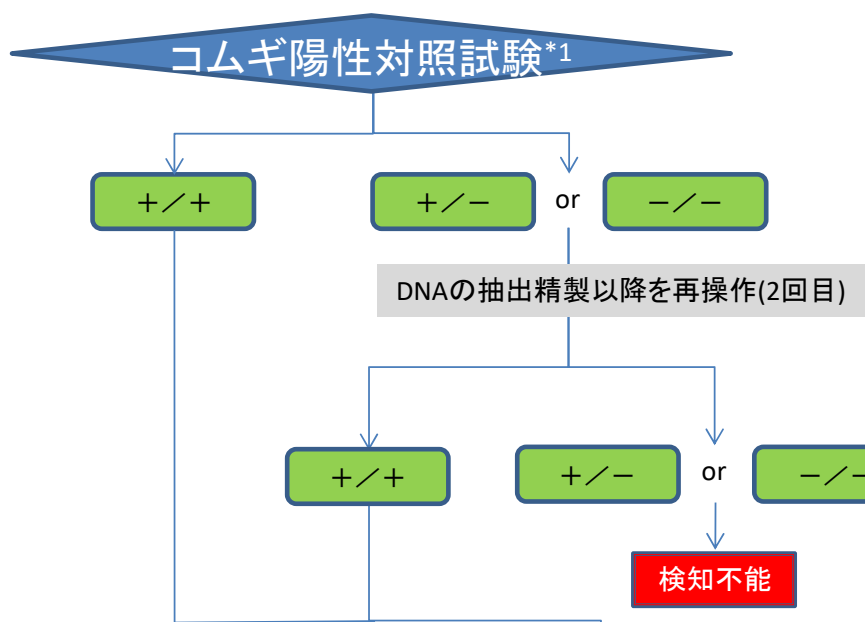 コムギ陽性対照試験*1
+/+
+/-
or
-/-
DNAの抽出精製以降を再操作(2回目)
+/+
+/-
or
-/-
検知不能